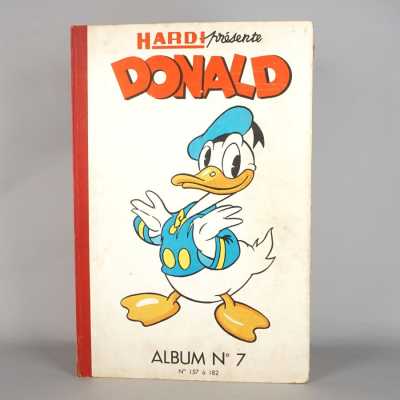 HARDI présente
DONALD
ALBUM N° 7
N° 157 à 182